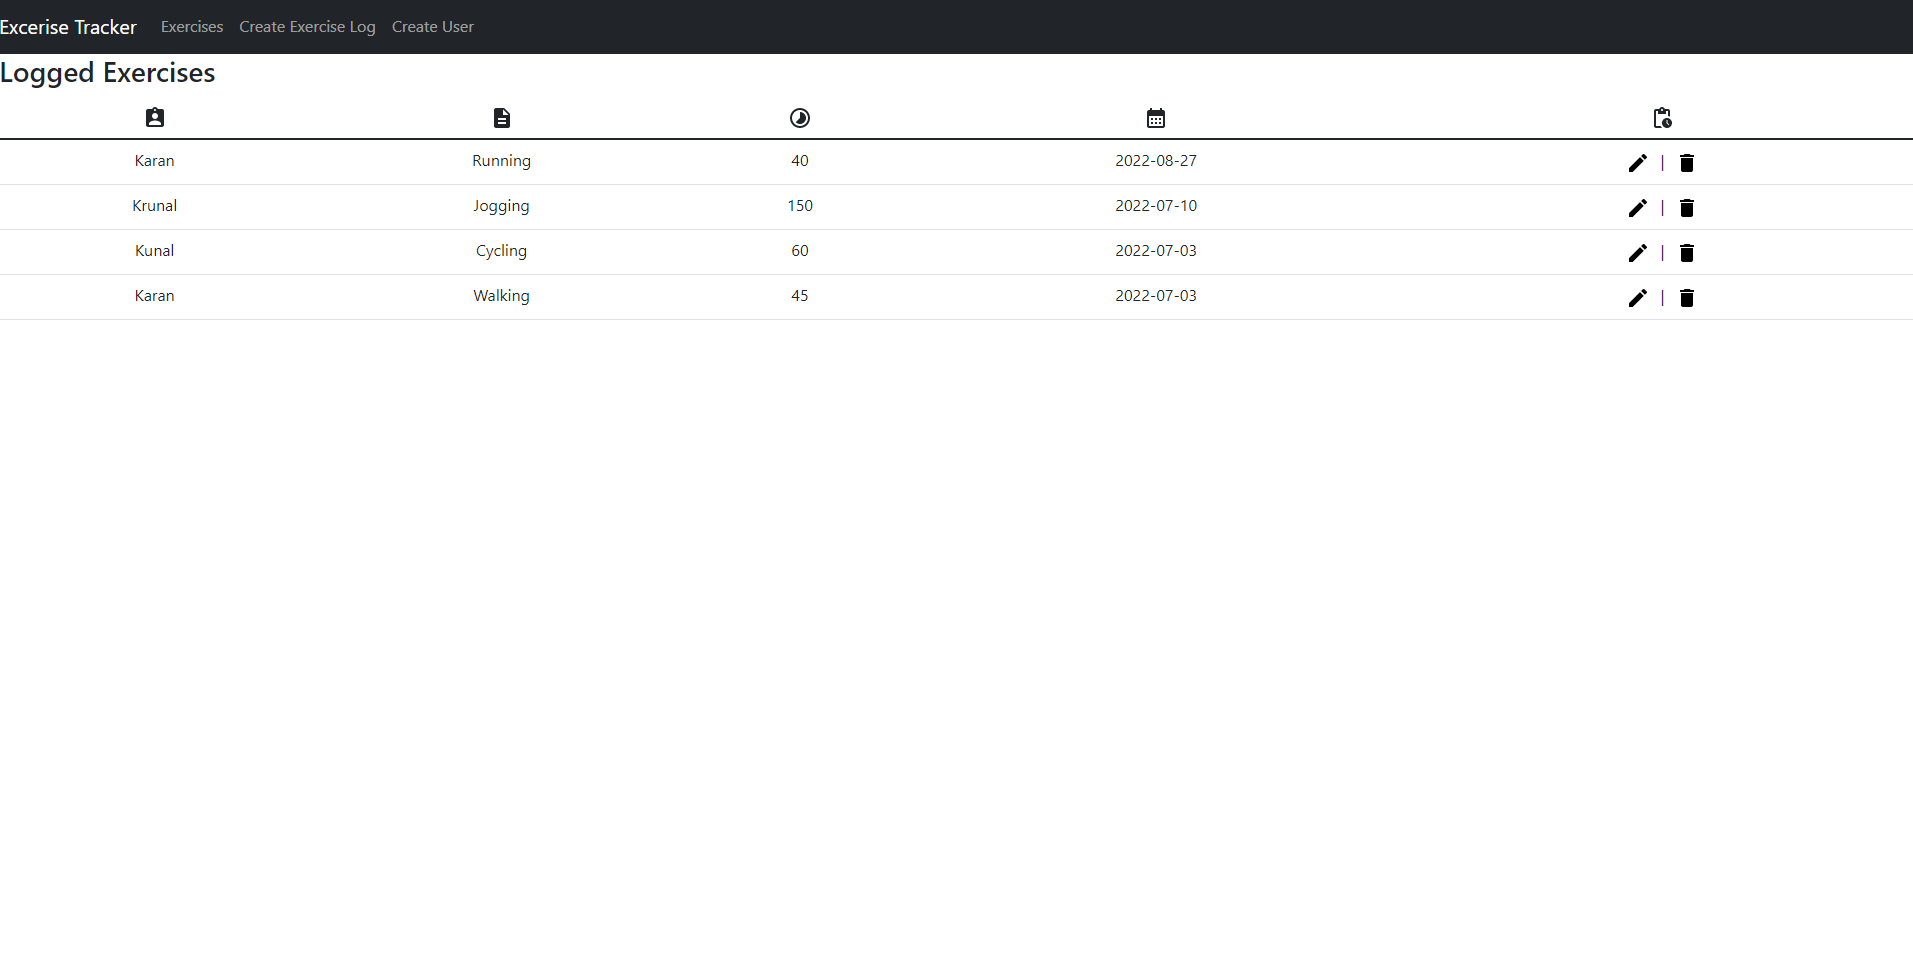 Excerise Tracker Exercises Create Exercise Log Create User
Logged Exercises
Karan Running 40 2022-08-27 |
Krunal Jogging 150 2022-07-10 |
Kunal Cycling 60 2022-07-03 |
Karan Walking 45 2022-07-03 |